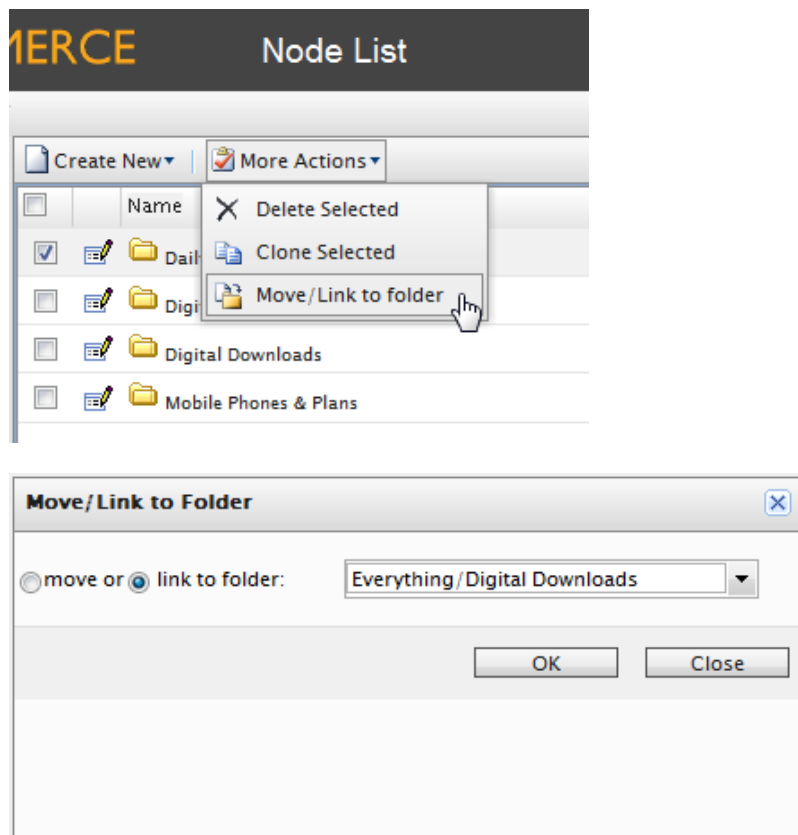 MERCE Node List
Create New More Actions
Name Delete Selected
Clone Selected
Move/Link to folder
Digital Downloads
Mobile Phones & Plans
Move/Link to Folder
move or link to folder: Everything/Digital Downloads
OK Close